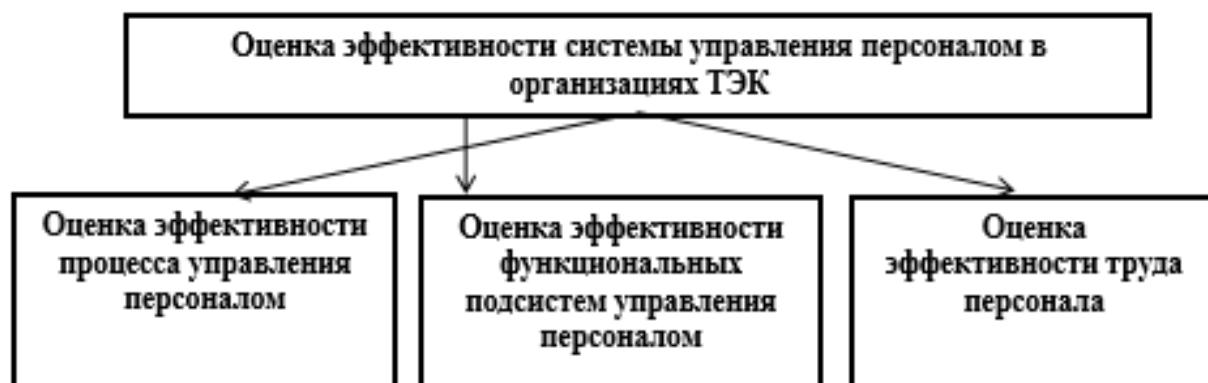 Оценка эффективности системы управления персоналом в
организациях ТЭК
Оценка эффективности
процесса управления
персоналом
Оценка эффективности
функциональных
подсистем управления
персоналом
Оценка
эффективности труда
персонала